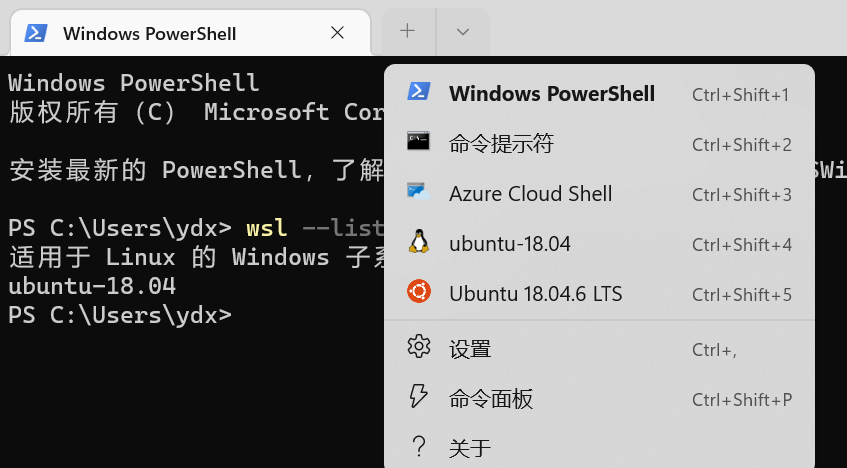 Windows PowerShell
Windows PowerShell
版权所有 (C) Microsoft Cor
安装最新的 PowerShell,了解
SWi
PS C:\Users\ydx> wsl --list
适用于 Linux 的 Windows 子系
ubuntu-18.04
PS C:\Users\ydx>
Windows PowerShell Ctrl+Shift+1
命令提示符 Ctrl+Shift+2
Azure Cloud Shell Ctrl+Shift+3
ubuntu-18.04 Ctrl+Shift+4
Ubuntu 18.04.6 LTS Ctrl+Shift+5
设置 Ctrl+,
命令面板 Ctrl+Shift+P
关于